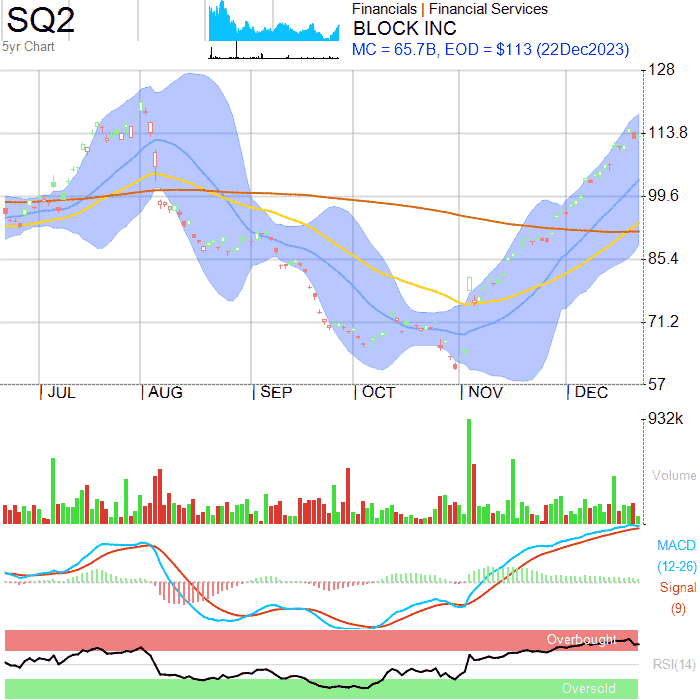 SQ2
5yr Chart
Financials | Financial Services
BLOCK INC
MC = 65.7B, EOD = $113 (22Dec2023)
128
113.8
99.6
85.4
71.2
57
JUL AUG SEP OCT NOV DEC
932k
Volume
MACD
(12-26)
Signal
(9)
Overbought
RSI(14)
Oversold